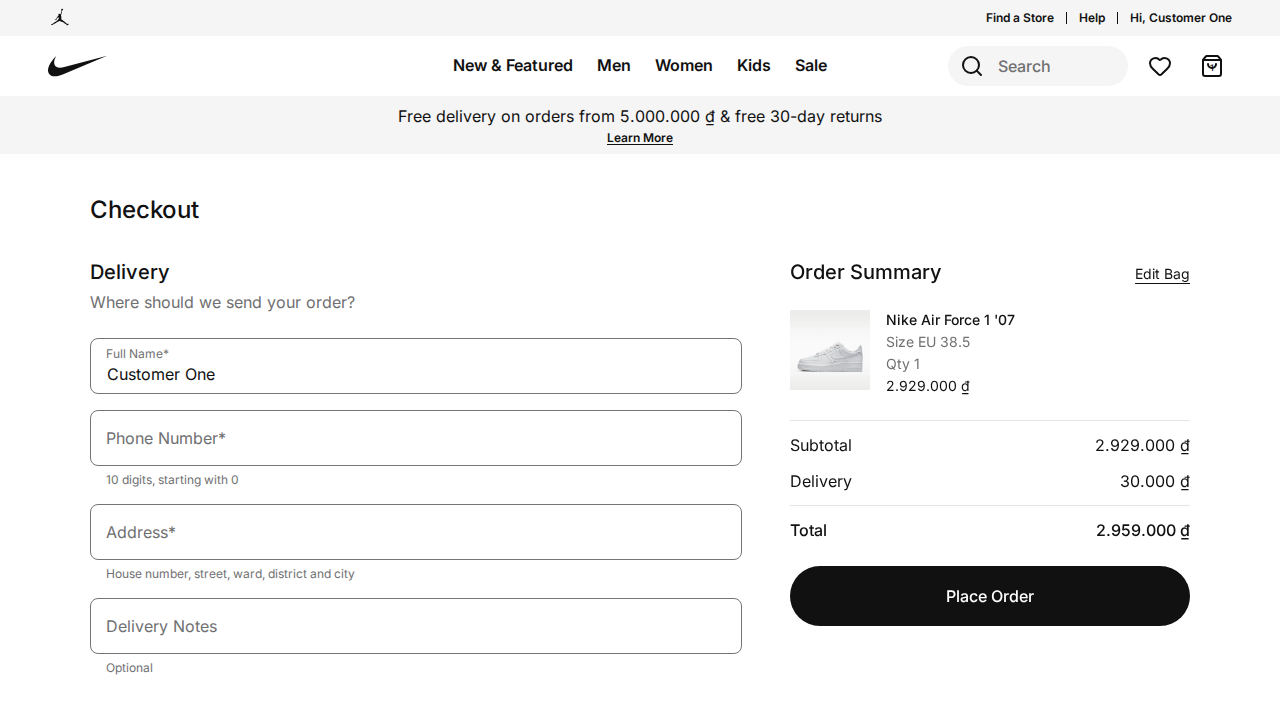 Find a Store
Help
Hi, Customer One
New & Featured
Men
Women
Kids
Sale
Search
Free delivery on orders from 5.000.000 ₫ & free 30-day returns
Learn More
Checkout
Delivery
Where should we send your order?
Full Name*
Customer One
Phone Number*
10 digits, starting with 0
Address*
House number, street, ward, district and city
Delivery Notes
Optional
Order Summary
Edit Bag
Nike Air Force 1 '07
Size EU 38.5
Qty 1
2.929.000 ₫
Subtotal 2.929.000 ₫
Delivery 30.000 ₫
Total 2.959.000 ₫
Place Order